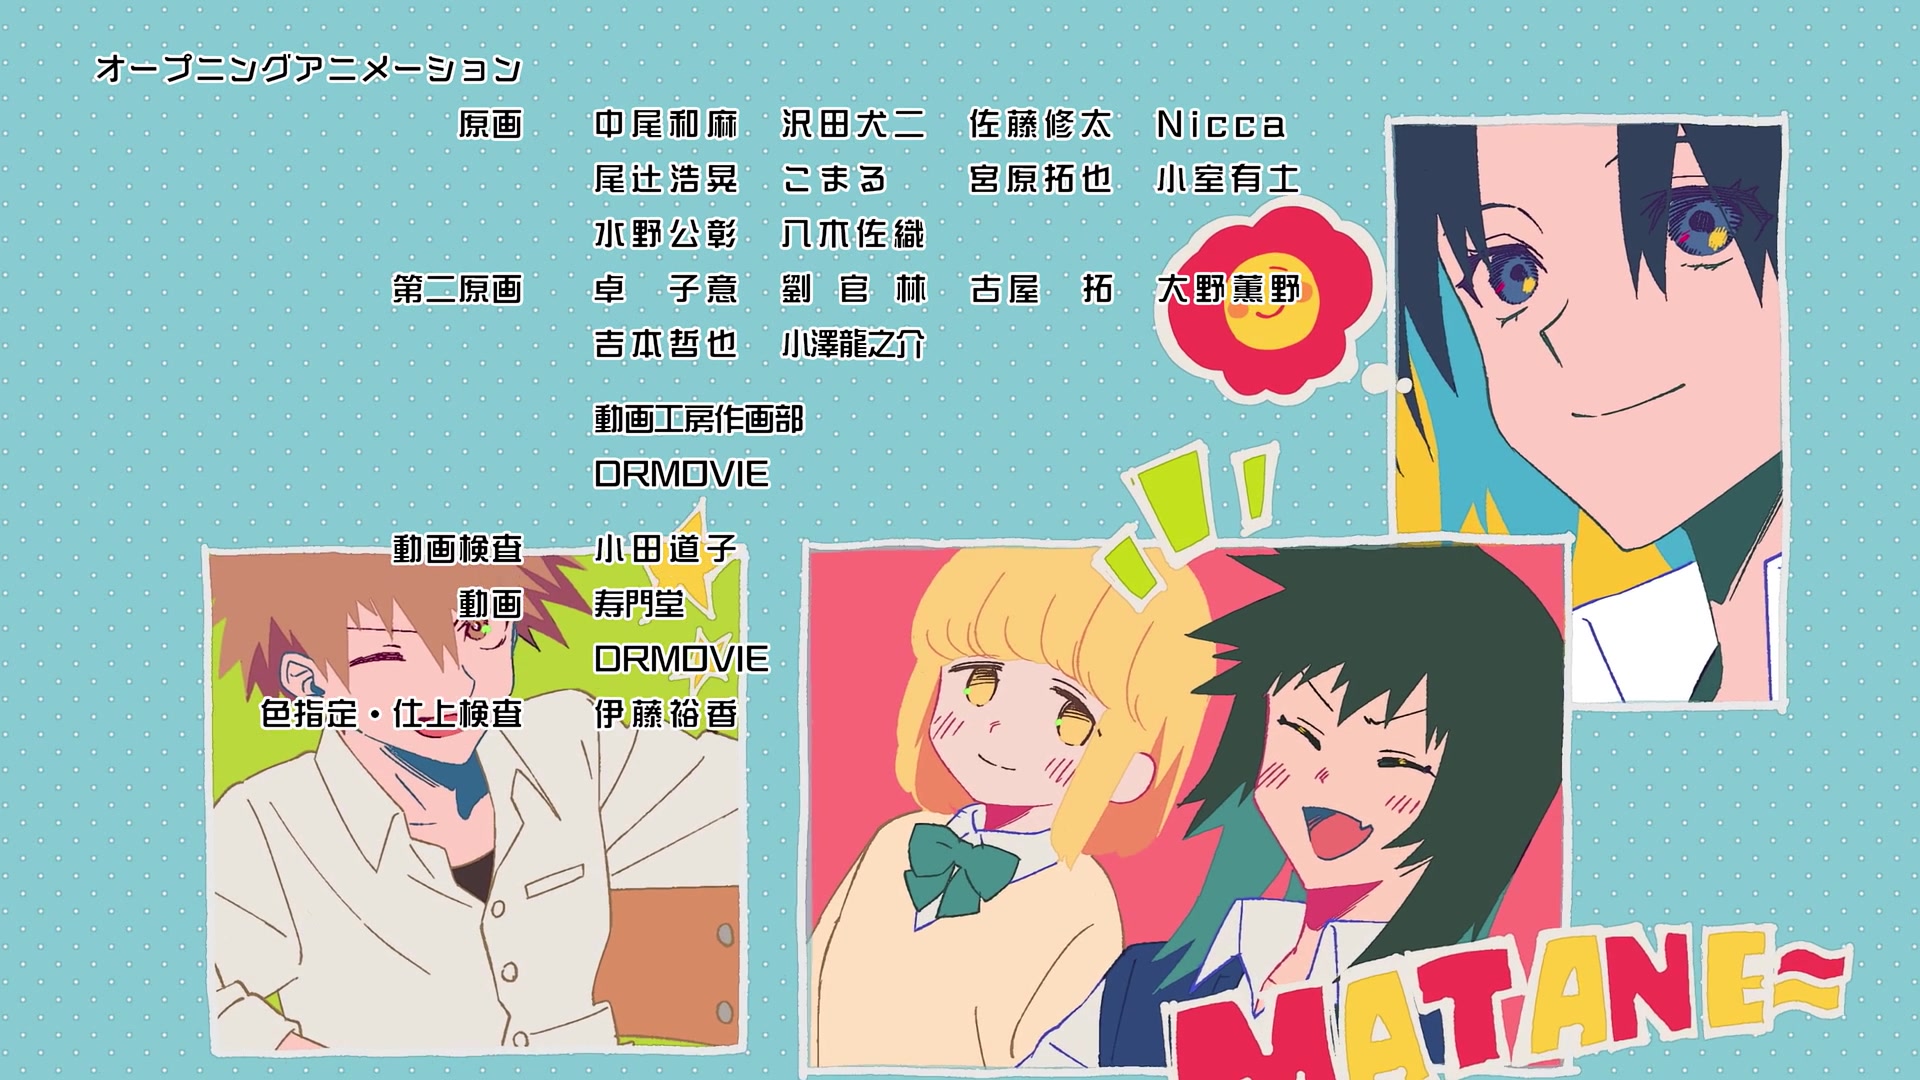 オープニングアニメーション
原画 中尾和麻 沢田犬二 佐藤修太 Nicca
尾辻浩晃 こまる 宮原拓也 小室有士
水野公彰 八木佐織
第二原画 卓 子意 劉 官 林 古屋 拓 大野薫野
吉本哲也 小澤龍之介
動画工房作画部
DRMOVIE
動画検査 小田道子
動画 寿門堂
DRMOVIE
色指定・仕上検査 伊藤裕香
MATANE~